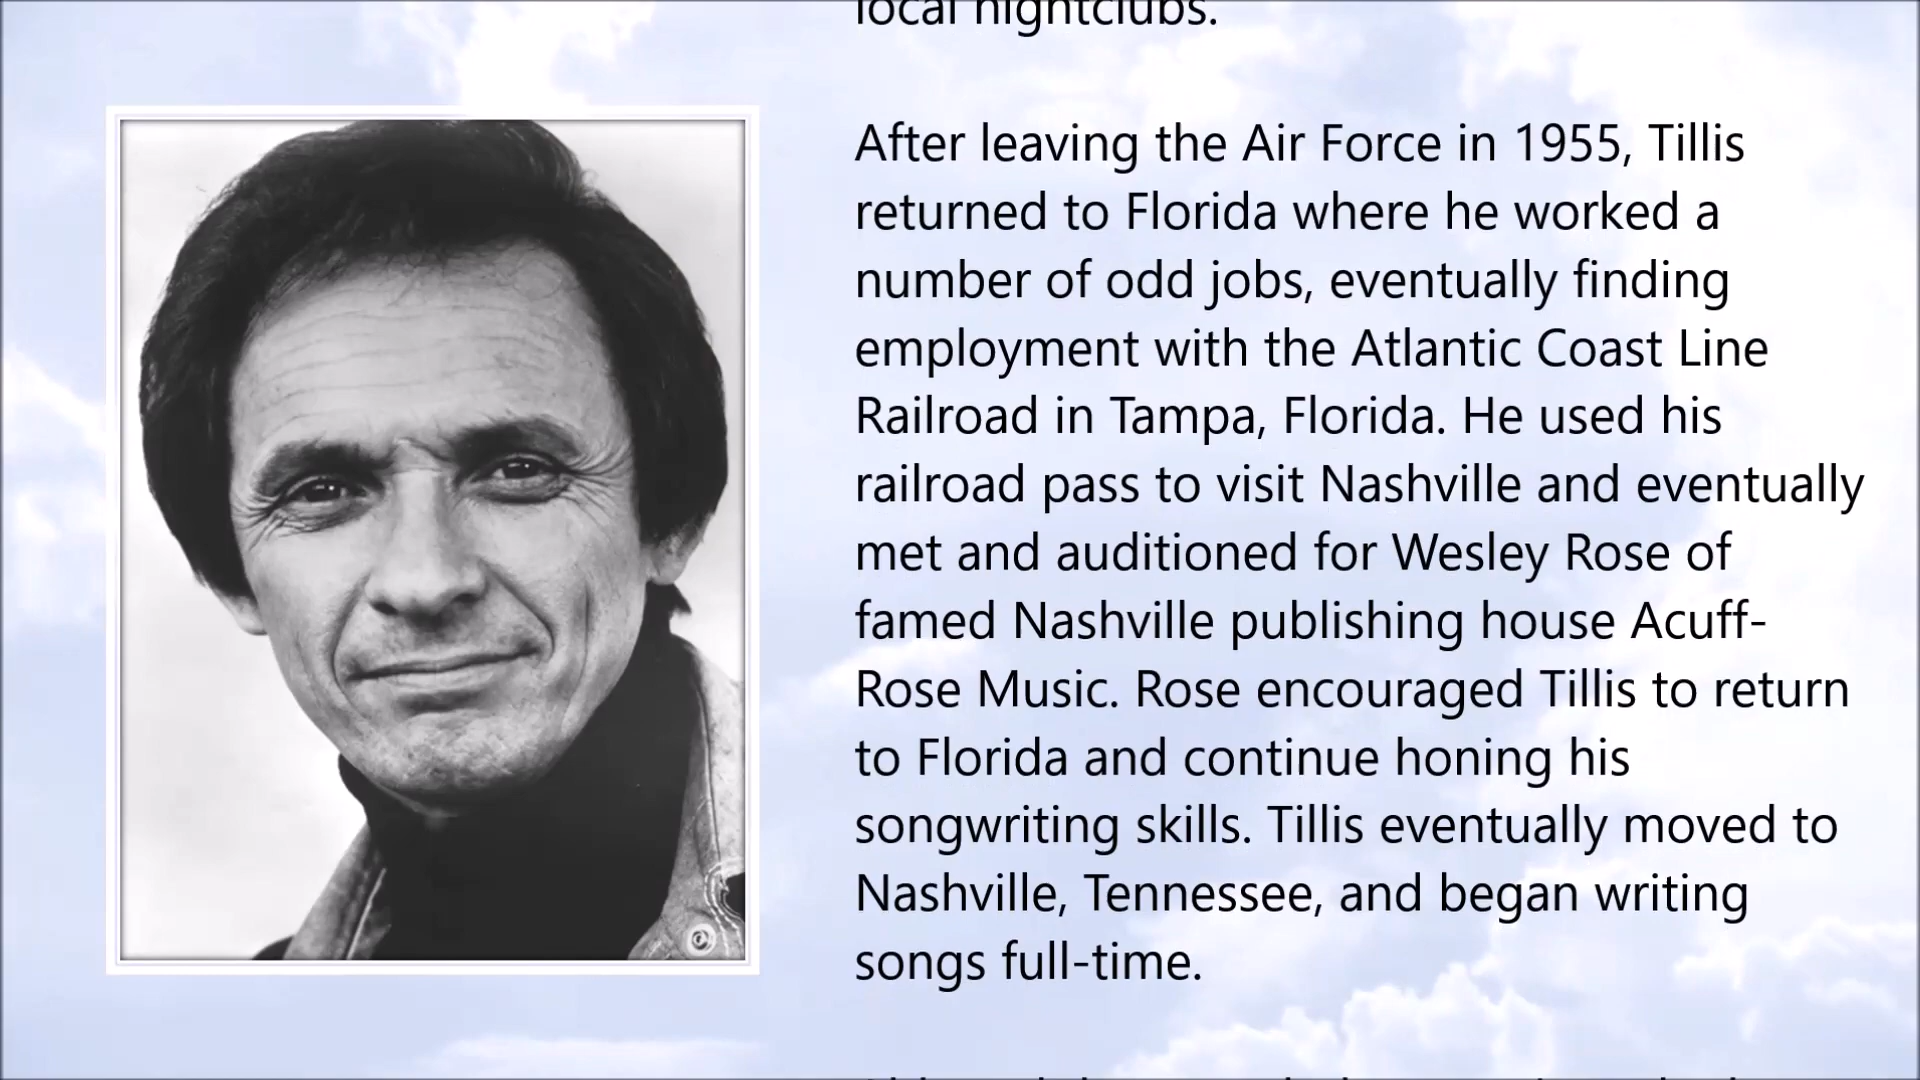 local nightclubs.
After leaving the Air Force in 1955, Tillis
returned to Florida where he worked a
number of odd jobs, eventually finding
employment with the Atlantic Coast Line
Railroad in Tampa, Florida. He used his
railroad pass to visit Nashville and eventually
met and auditioned for Wesley Rose of
famed Nashville publishing house Acuff-
Rose Music. Rose encouraged Tillis to return
to Florida and continue honing his
songwriting skills. Tillis eventually moved to
Nashville, Tennessee, and began writing
songs full-time.